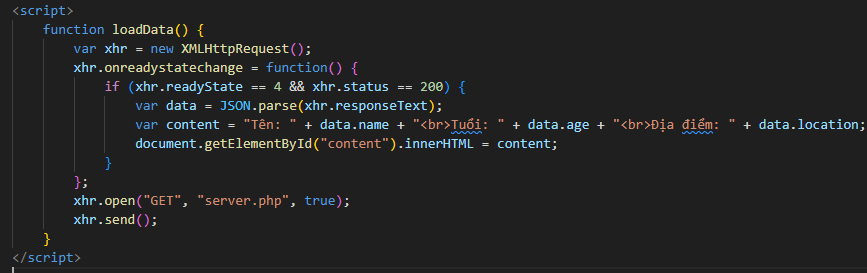 <script>
function loadData() {
var xhr = new XMLHttpRequest();
xhr.onreadystatechange = function() {
if (xhr.readyState == 4 && xhr.status == 200) {
var data = JSON.parse(xhr.responseText);
var content = "Tên: " + data.name + "<br>Tuổi: " + data.age + "<br>Địa điểm: " + data.location;
document.getElementById("content").innerHTML = content;
}
};
xhr.open("GET", "server.php", true);
xhr.send();
}
</script>